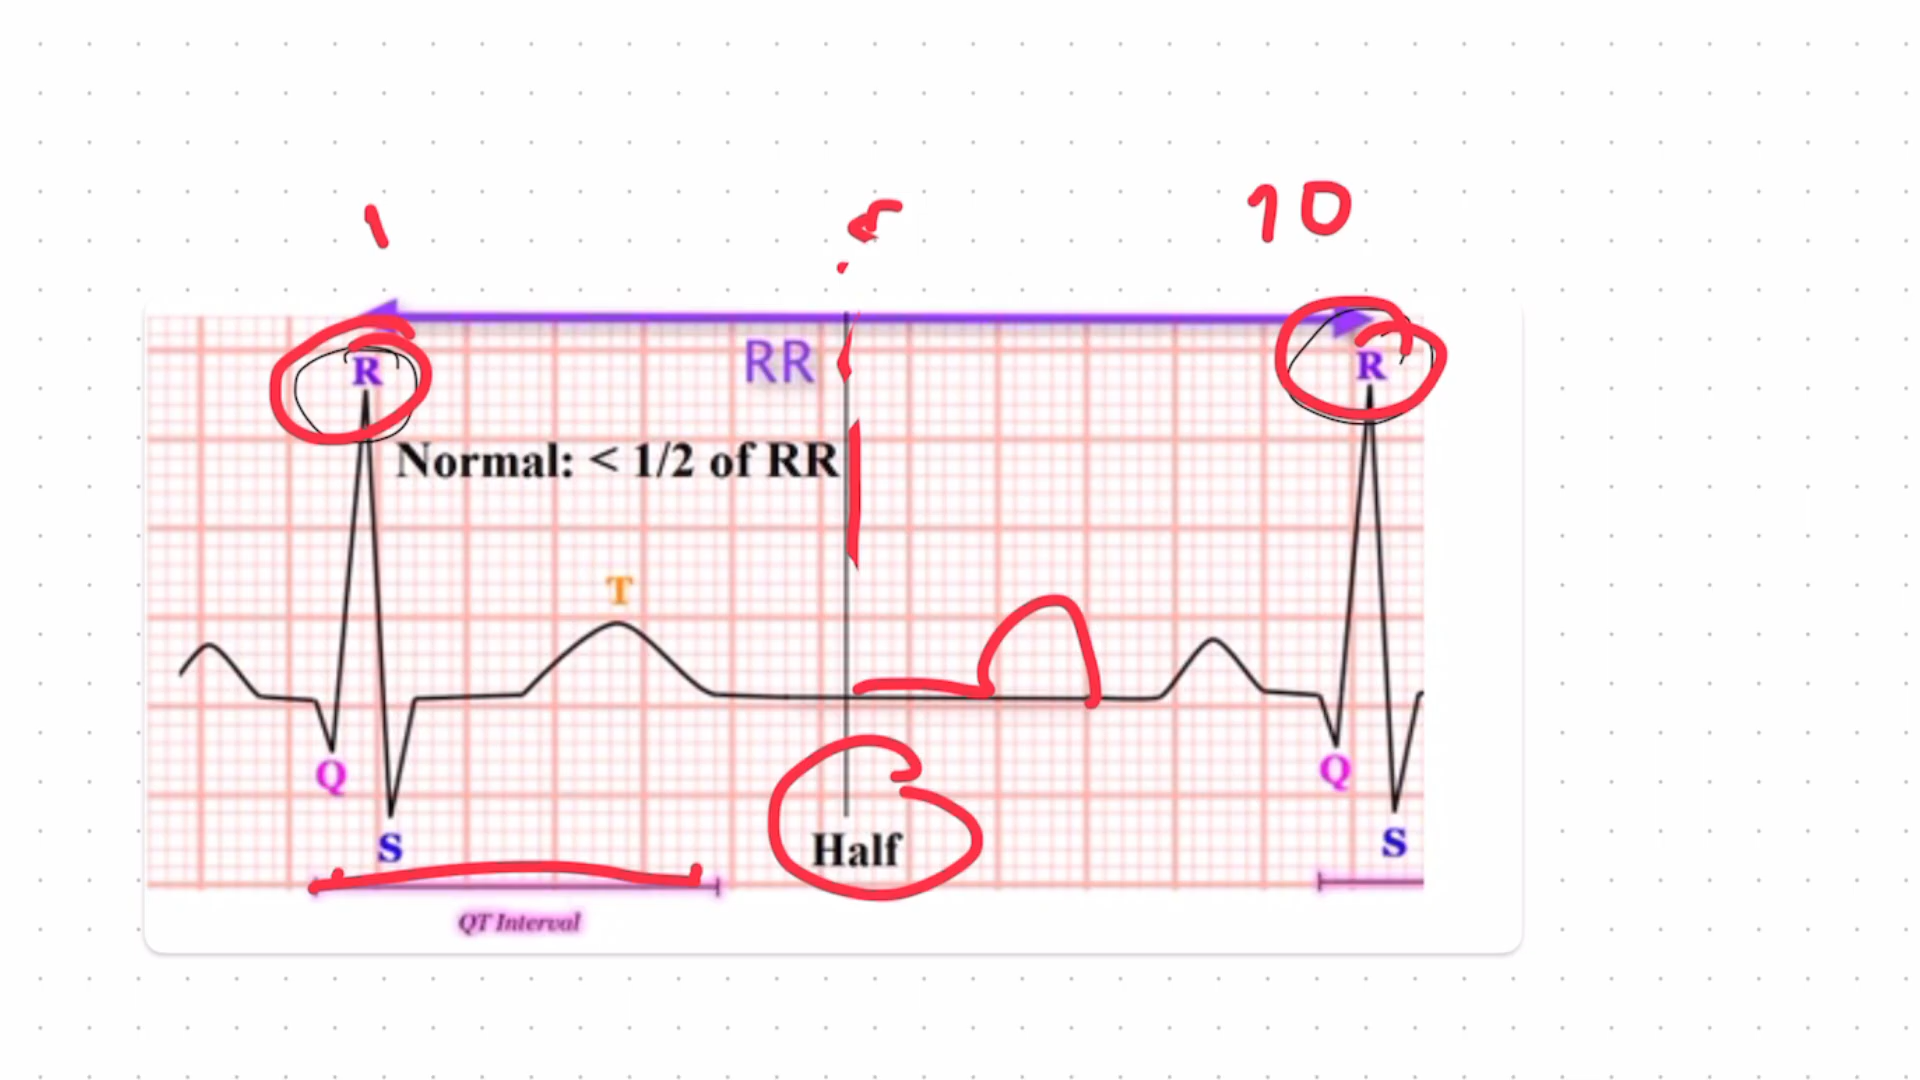 1 5 10
R RR R
Normal: < 1/2 of RR
T
Q Q
S Half S
QT Interval